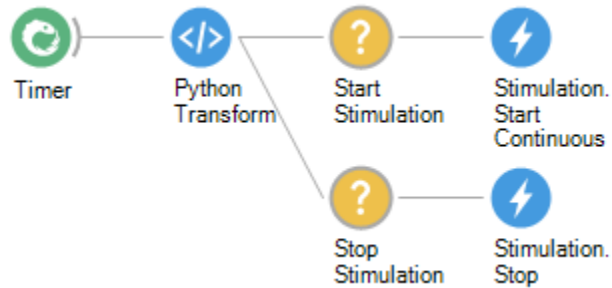 Timer
Python
Transform
Start
Stimulation
Stimulation.
Start
Continuous
Stop
Stimulation
Stimulation.
Stop